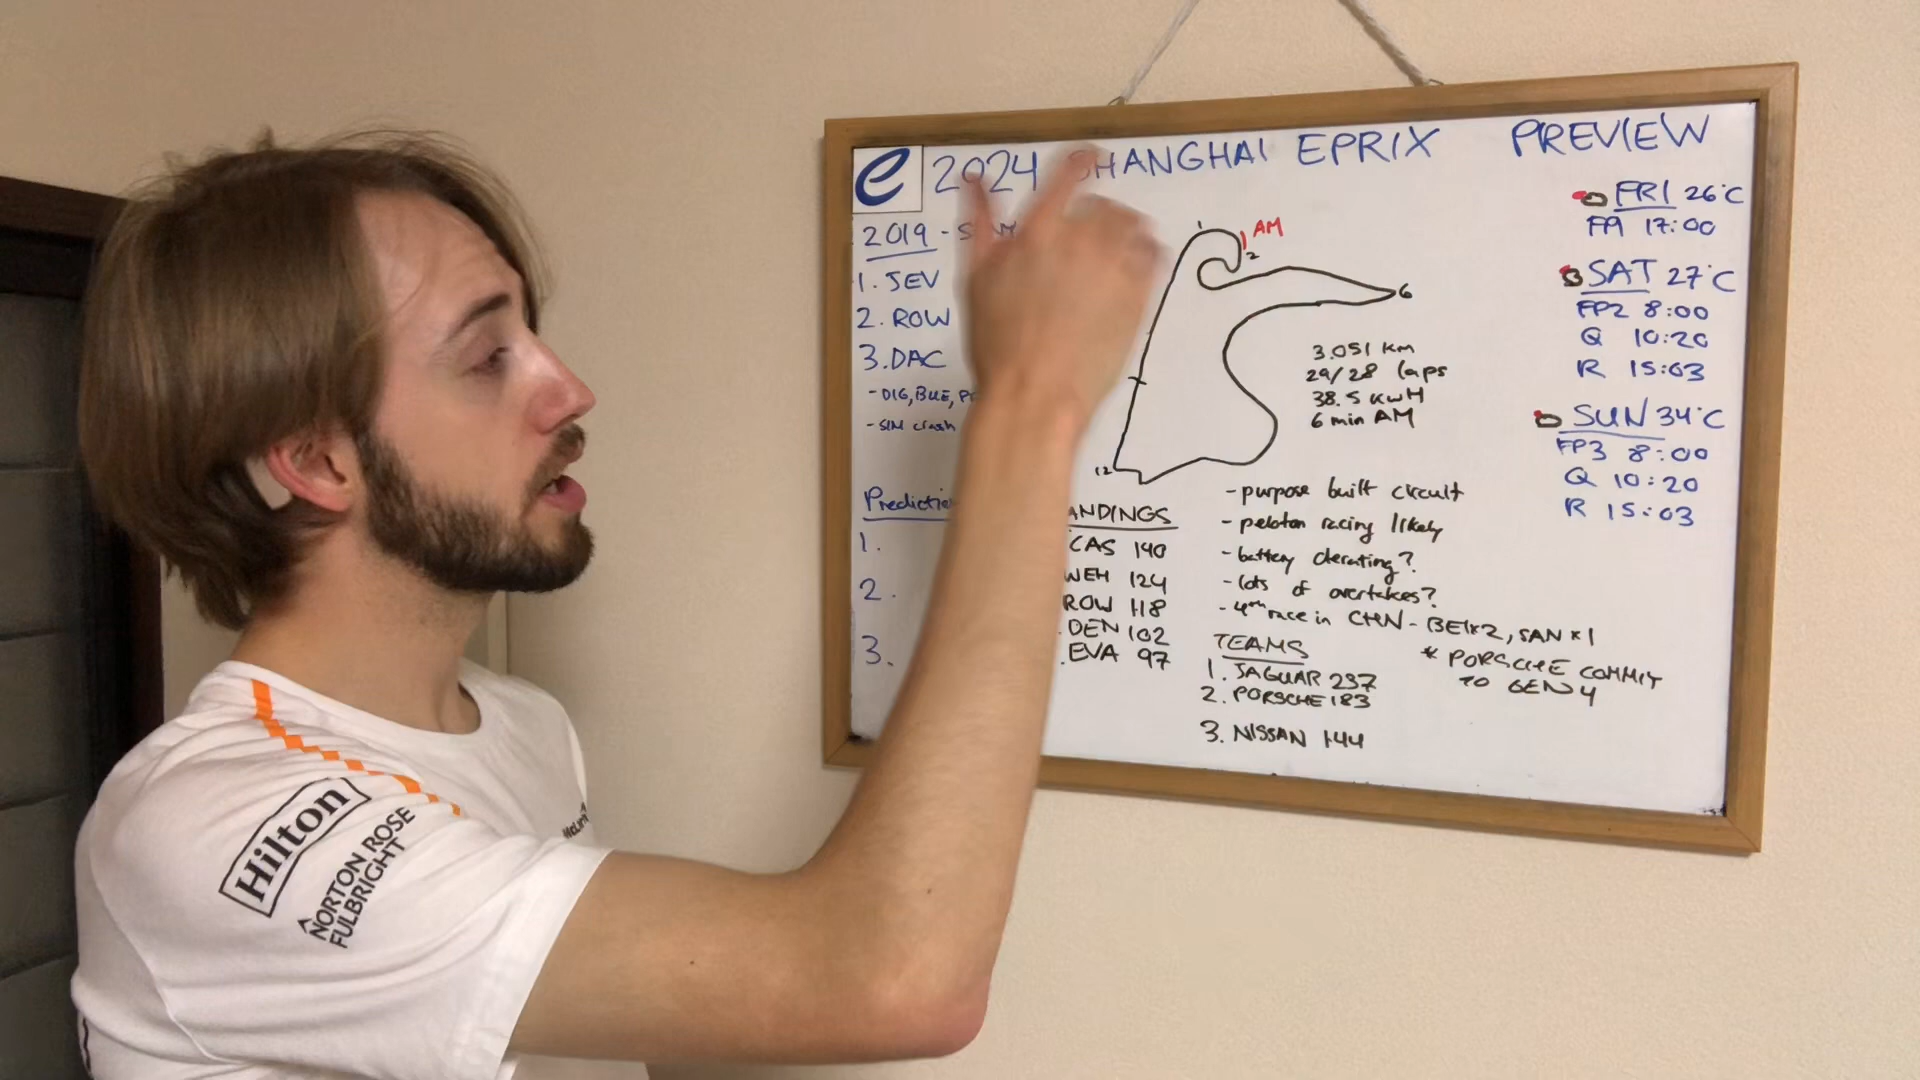 e 2024 SHANGHAI EPRIX PREVIEW
2019 -
1. JEV
2. ROW
3. DAC
- DIG, BUE,
- SIM crash
1
AM
2
6
12
3.051 KM
29/28 laps
38.5 KWH
6 min AM
FRI 26°C
FP1 17:00
SAT 27°C
FP2 8:00
Q 10:20
R 15:03
SUN 34°C
FP3 8:00
Q 10:20
R 15:03
1.
2.
3.
ANDINGS
CAS 140
WEH 124
ROW 118
DEN 102
EVA 97
- purpose built circuit
- peloton racing likely
- battery derating?
- lots of overtakes?
- 4th race in CHN - BEIx2, SAN x1
* PORSCHE COMMIT
TO GEN 4
TEAMS
1. JAGUAR 237
2. PORSCHE 183
3. NISSAN 144
Hilton
NORTON ROSE
FULBRIGHT